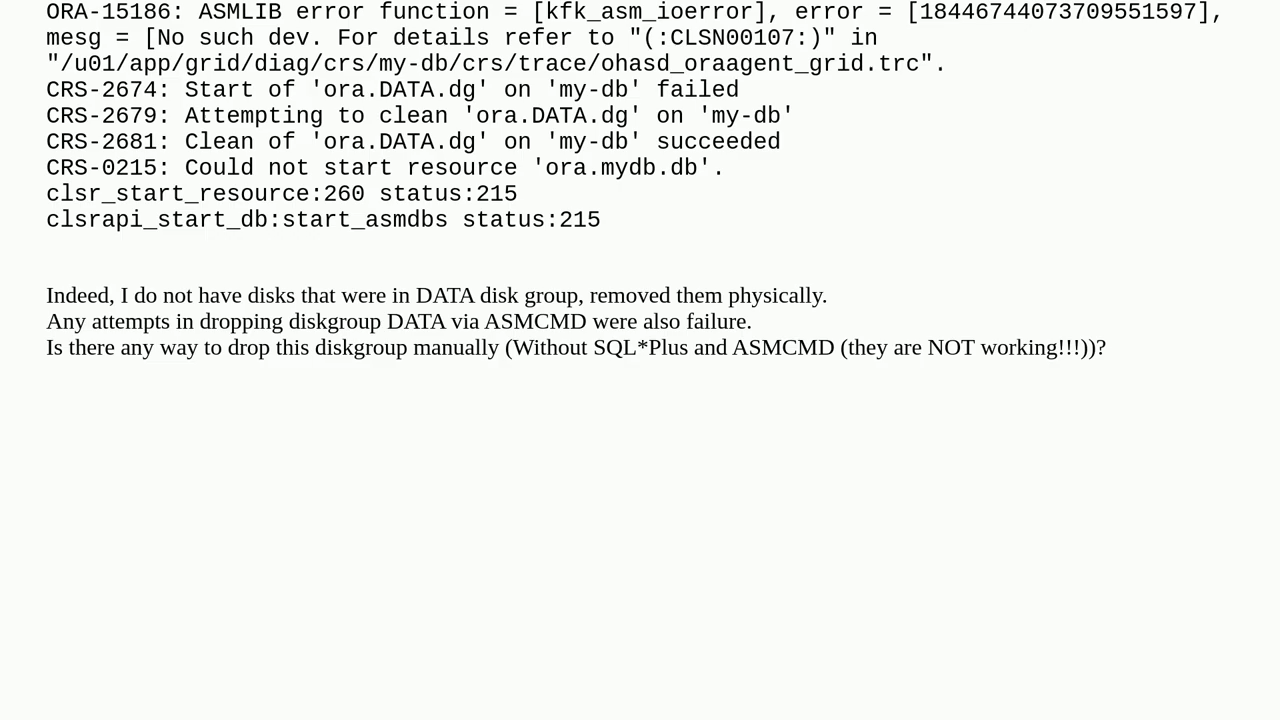 ORA-15186: ASMLIB error function = [kfk_asm_ioerror], error = [18446744073709551597],
mesg = [No such dev. For details refer to "(:CLSN00107:)" in
"/u01/app/grid/diag/crs/my-db/crs/trace/ohasd_oraagent_grid.trc".
CRS-2674: Start of 'ora.DATA.dg' on 'my-db' failed
CRS-2679: Attempting to clean 'ora.DATA.dg' on 'my-db'
CRS-2681: Clean of 'ora.DATA.dg' on 'my-db' succeeded
CRS-0215: Could not start resource 'ora.mydb.db'.
clsr_start_resource:260 status:215
clsrapi_start_db:start_asmdbs status:215
Indeed, I do not have disks that were in DATA disk group, removed them physically.
Any attempts in dropping diskgroup DATA via ASMCMD were also failure.
Is there any way to drop this diskgroup manually (Without SQL*Plus and ASMCMD (they are NOT working!!!))?